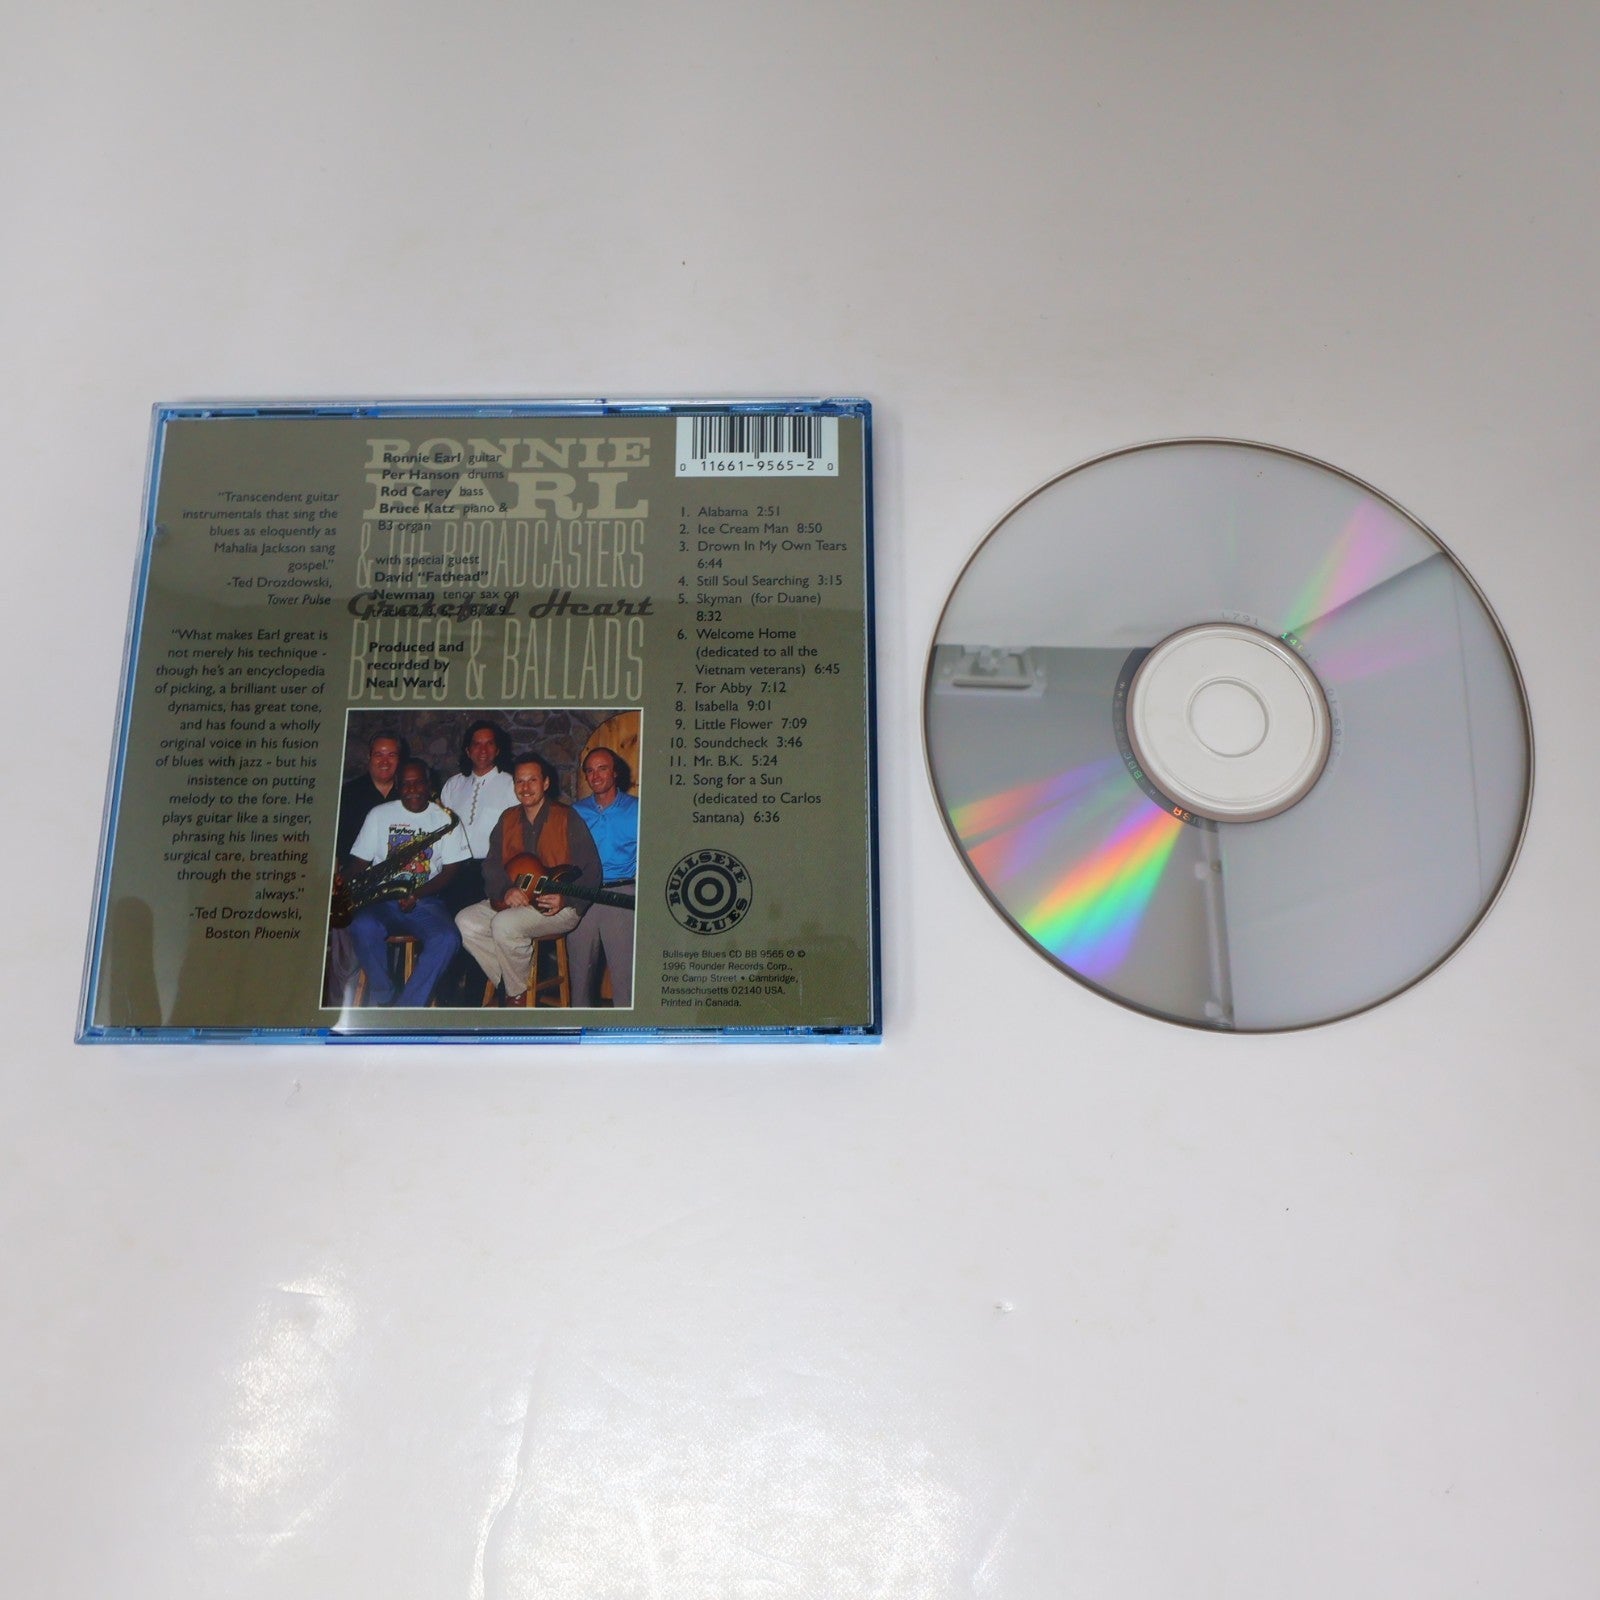 "Transcendent guitar
instrumentals that sing the
blues as eloquently as
Mahalia Jackson sang
gospel."
-Ted Drozdowski,
Tower Pulse
"What makes Earl great is
not merely his technique -
though he's an encyclopedia
of picking, a brilliant user of
dynamics, has great tone,
and has found a wholly
original voice in his fusion
of blues with jazz - but his
insistence on putting
melody to the fore. He
plays guitar like a singer,
phrasing his lines with
surgical care, breathing
through the strings -
always."
-Ted Drozdowski,
Boston Phoenix
RONNIE
EARL
& THE BROADCASTERS
Grateful Heart
BLUES & BALLADS
Ronnie Earl guitar
Per Hanson drums
Rod Carey bass
Bruce Katz piano &
B3 organ
with special guest
David "Fathead"
Newman tenor sax on
tracks 2, 3, 6, 7, 8, & 9
Produced and
recorded by
Neal Ward.
Playboy
0 11661-9565-2 0
1. Alabama 2:51
2. Ice Cream Man 8:50
3. Drown In My Own Tears
6:44
4. Still Soul Searching 3:15
5. Skyman (for Duane)
8:32
6. Welcome Home
(dedicated to all the
Vietnam veterans) 6:45
7. For Abby 7:12
8. Isabella 9:01
9. Little Flower 7:09
10. Soundcheck 3:46
11. Mr. B.K. 5:24
12. Song for a Sun
(dedicated to Carlos
Santana) 6:36
BULLSEYE
BLUES
Bullseye Blues CD BB 9565 ℗ ©
1996 Rounder Records Corp.,
One Camp Street • Cambridge,
Massachusetts 02140 USA.
Printed in Canada.